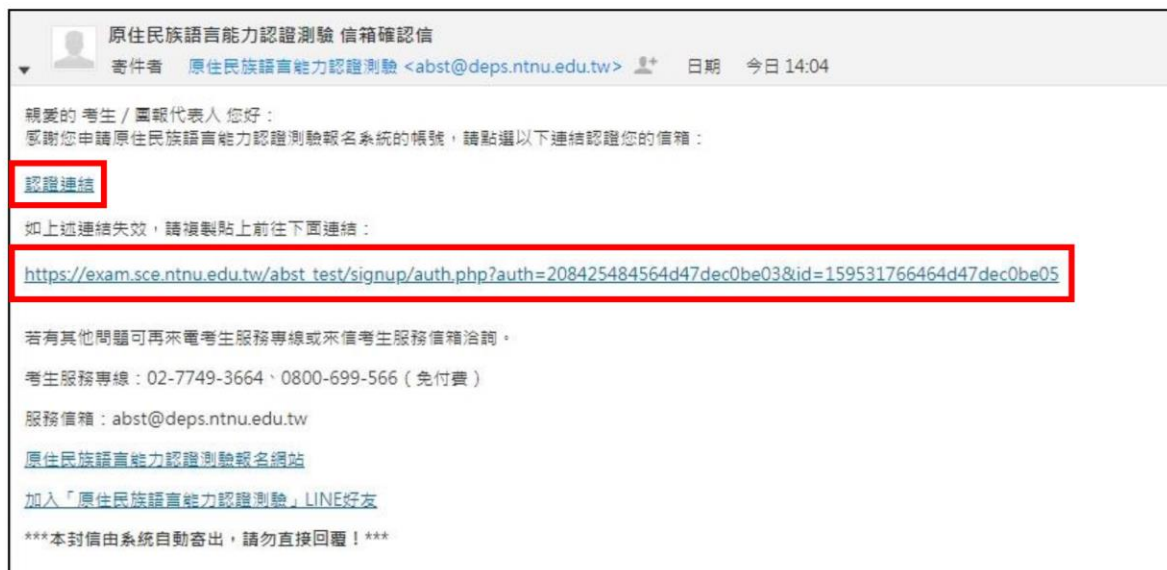 原住民族語言能力認證測驗 信箱確認信
寄件者 原住民族語言能力認證測驗 <abst@deps.ntnu.edu.tw> 日期 今日 14:04
親愛的 考生 / 團報代表人 您好：
感謝您申請原住民族語言能力認證測驗報名系統的帳號，請點選以下連結認證您的信箱：
認證連結
如上述連結失效，請複製貼上前往下面連結：
https://exam.sce.ntnu.edu.tw/abst_test/signup/auth.php?auth=208425484564d47dec0be03&id=159531766464d47dec0be05
若有其他問題可再來電考生服務專線或來信考生服務信箱洽詢。
考生服務專線：02-7749-3664、0800-699-566（免付費）
服務信箱：abst@deps.ntnu.edu.tw
原住民族語言能力認證測驗報名網站
加入「原住民族語言能力認證測驗」LINE好友
***本封信由系統自動寄出，請勿直接回覆！***